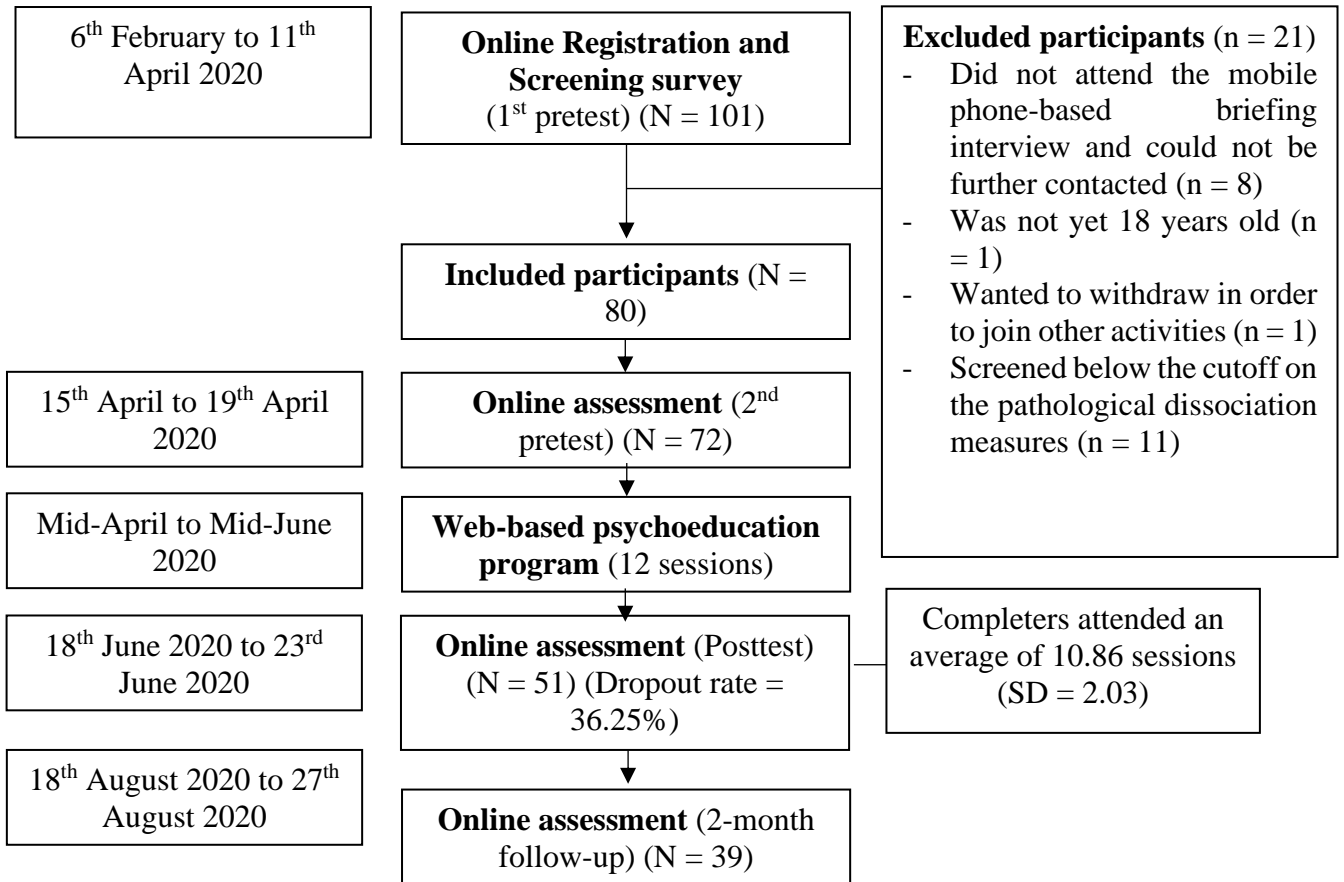 6th February to 11th
April 2020
Online Registration and
Screening survey
(1st pretest) (N = 101)
Excluded participants (n = 21)
- Did not attend the mobile
phone-based briefing
interview and could not be
further contacted (n = 8)
- Was not yet 18 years old (n
= 1)
- Wanted to withdraw in order
to join other activities (n = 1)
- Screened below the cutoff on
the pathological dissociation
measures (n = 11)
Included participants (N =
80)
15th April to 19th April
2020
Online assessment (2nd
pretest) (N = 72)
Mid-April to Mid-June
2020
Web-based psychoeducation
program (12 sessions)
18th June 2020 to 23rd
June 2020
Online assessment (Posttest)
(N = 51) (Dropout rate =
36.25%)
Completers attended an
average of 10.86 sessions
(SD = 2.03)
18th August 2020 to 27th
August 2020
Online assessment (2-month
follow-up) (N = 39)